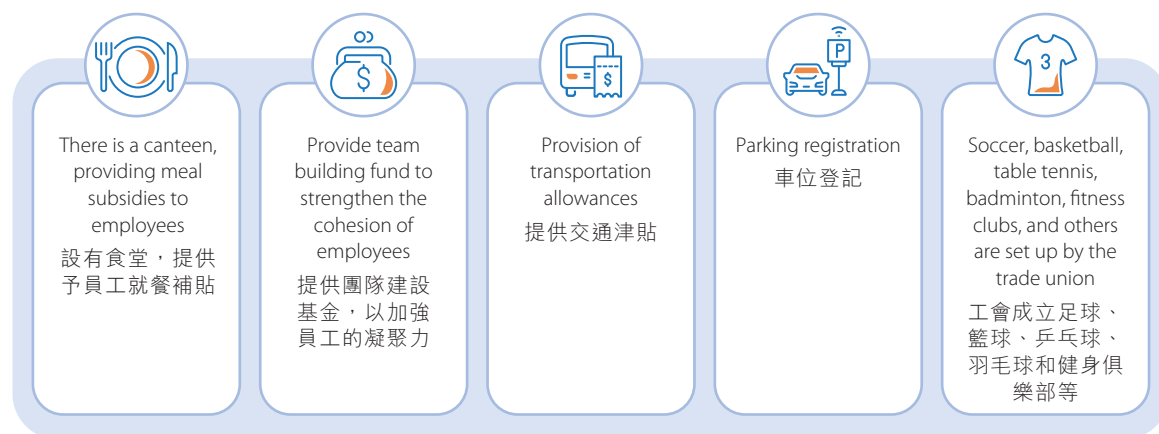 $
There is a canteen,
providing meal
subsidies to
employees
設有食堂，提供
予員工就餐補貼
Provide team
building fund to
strengthen the
cohesion of
employees
提供團隊建設
基金，以加強
員工的凝聚力
$
Provision of
transportation
allowances
提供交通津貼
P
Parking registration
車位登記
3
Soccer, basketball,
table tennis,
badminton, fitness
clubs, and others
are set up by the
trade union
工會成立足球、
籃球、乒乓球、
羽毛球和健身俱
樂部等